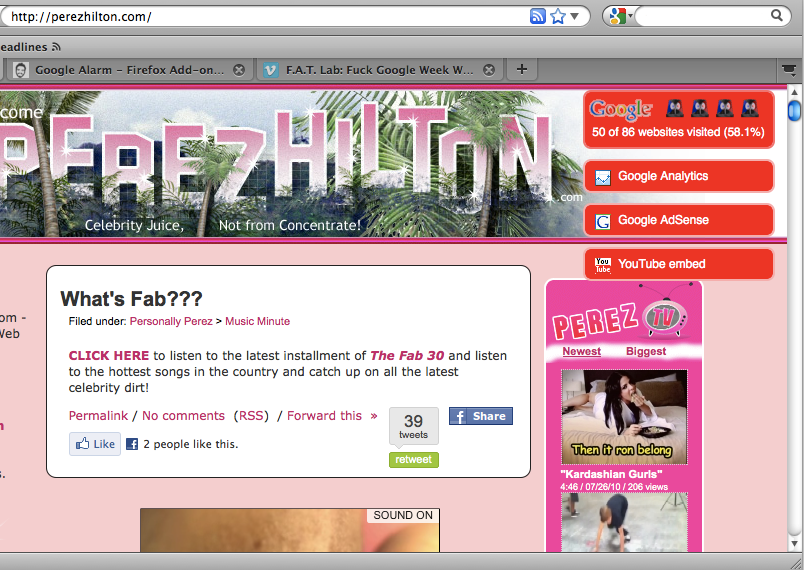 http://perezhilton.com/
eadlines
Google Alarm – Firefox Add-on...
F.A.T. Lab: Fuck Google Week W...
come
PEREZHILTON
.com
Celebrity Juice, Not from Concentrate!
Google
50 of 86 websites visited (58.1%)
Google Analytics
Google AdSense
You Tube YouTube embed
om -
Web
n
s.
What's Fab???
Filed under: Personally Perez > Music Minute
CLICK HERE to listen to the latest installment of The Fab 30 and listen
to the hottest songs in the country and catch up on all the latest
celebrity dirt!
Permalink / No comments (RSS) / Forward this »
39
tweets
retweet
f Share
Like
f 2 people like this.
SOUND ON
PEREZ TV
Newest Biggest
Then it ron belong
"Kardashian Gurls"
4:46 / 07/26/10 / 206 views